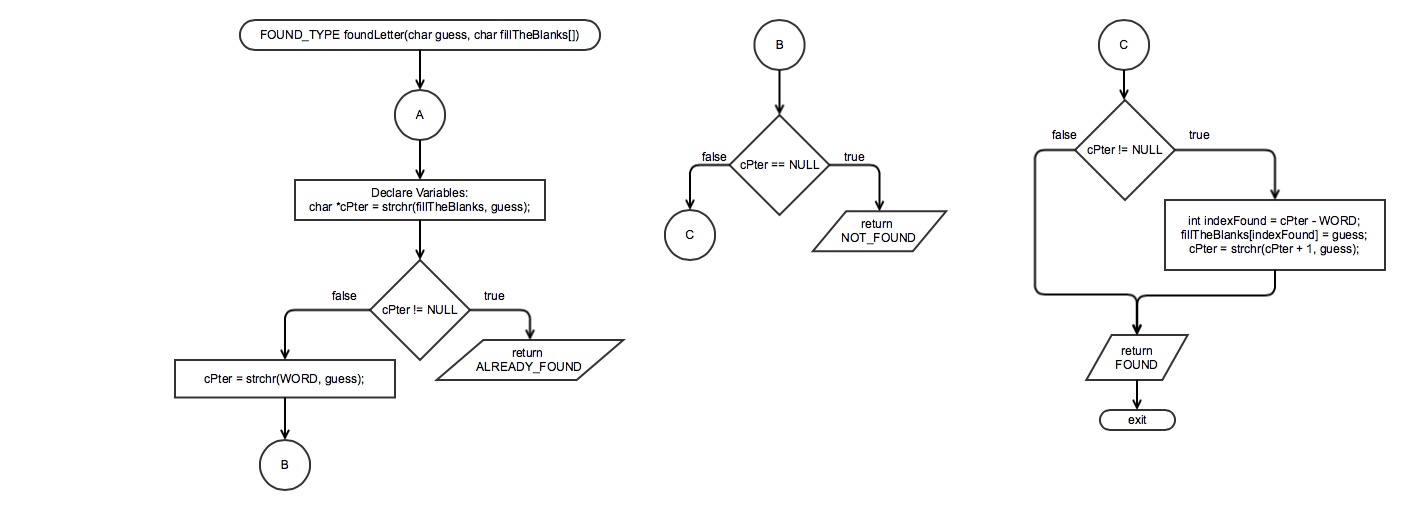 FOUND_TYPE foundLetter(char guess, char fillTheBlanks[])
A
Declare Variables:
char *cPter = strchr(fillTheBlanks, guess);
false
true
cPter != NULL
return
ALREADY_FOUND
cPter = strchr(WORD, guess);
B
B
false
true
cPter == NULL
C
return
NOT_FOUND
C
false
true
cPter != NULL
int indexFound = cPter - WORD;
fillTheBlanks[indexFound] = guess;
cPter = strchr(cPter + 1, guess);
return
FOUND
exit